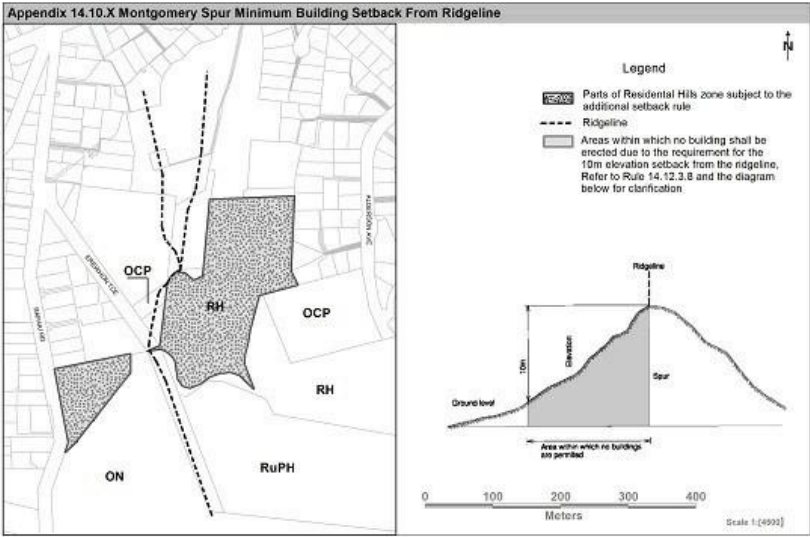 Appendix 14.10.X Montgomery Spur Minimum Building Setback From Ridgeline
OCP
RH
OCP
RH
ON
RuPH
N
Legend
Parts of Residental Hills zone subject to the
additional setback rule
Ridgeline
Areas within which no building shall be
erected due to the requirement for the
10m elevation setback from the ridgeline,
Refer to Rule 14.12.3.8 and the diagram
below for clarification
Ridgeline
10m
Elevation
Spur
Ground level
Area within which no buildings
are permitted
0 100 200 300 400
Meters
Scale 1:[4900]